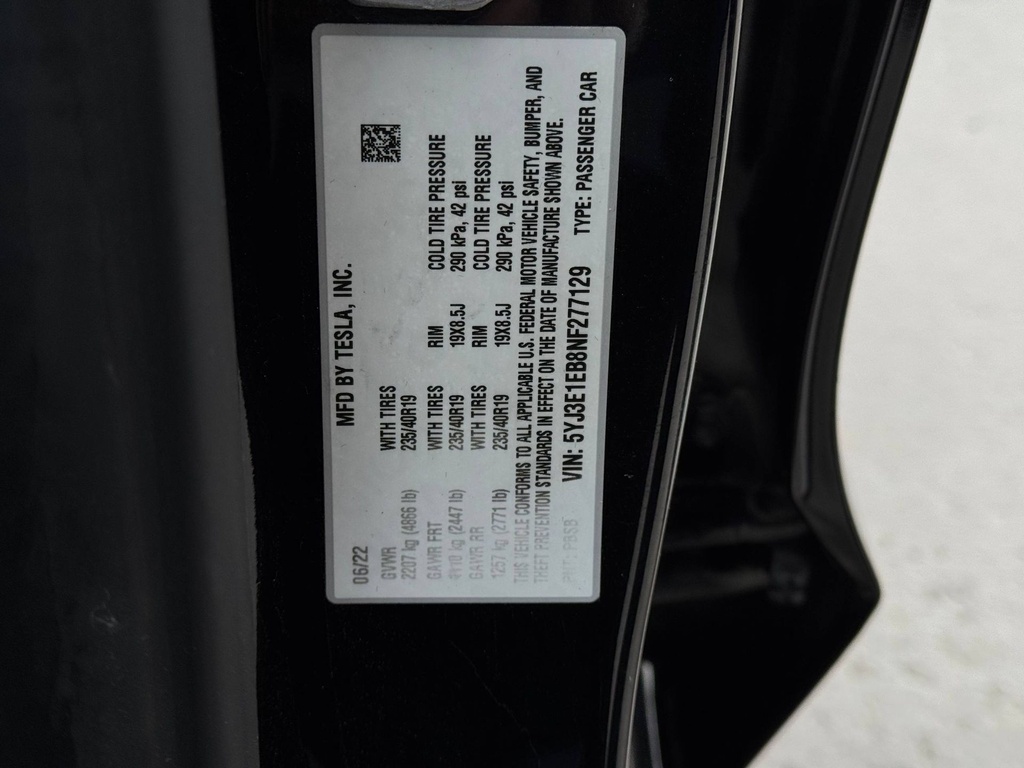 MFD BY TESLA, INC.
06/22
GVWR WITH TIRES
2207 kg (4866 lb) 235/40R19
GAWR FRT WITH TIRES RIM COLD TIRE PRESSURE
kg (2447 lb) 235/40R19 19X8.5J 290 kPa, 42 psi
GAWR RR WITH TIRES RIM COLD TIRE PRESSURE
1257 kg (2771 lb) 235/40R19 19X8.5J 290 kPa, 42 psi
THIS VEHICLE CONFORMS TO ALL APPLICABLE U.S. FEDERAL MOTOR VEHICLE SAFETY, BUMPER, AND
THEFT PREVENTION STANDARDS IN EFFECT ON THE DATE OF MANUFACTURE SHOWN ABOVE.
VIN: 5YJ3E1EB8NF277129 TYPE: PASSENGER CAR